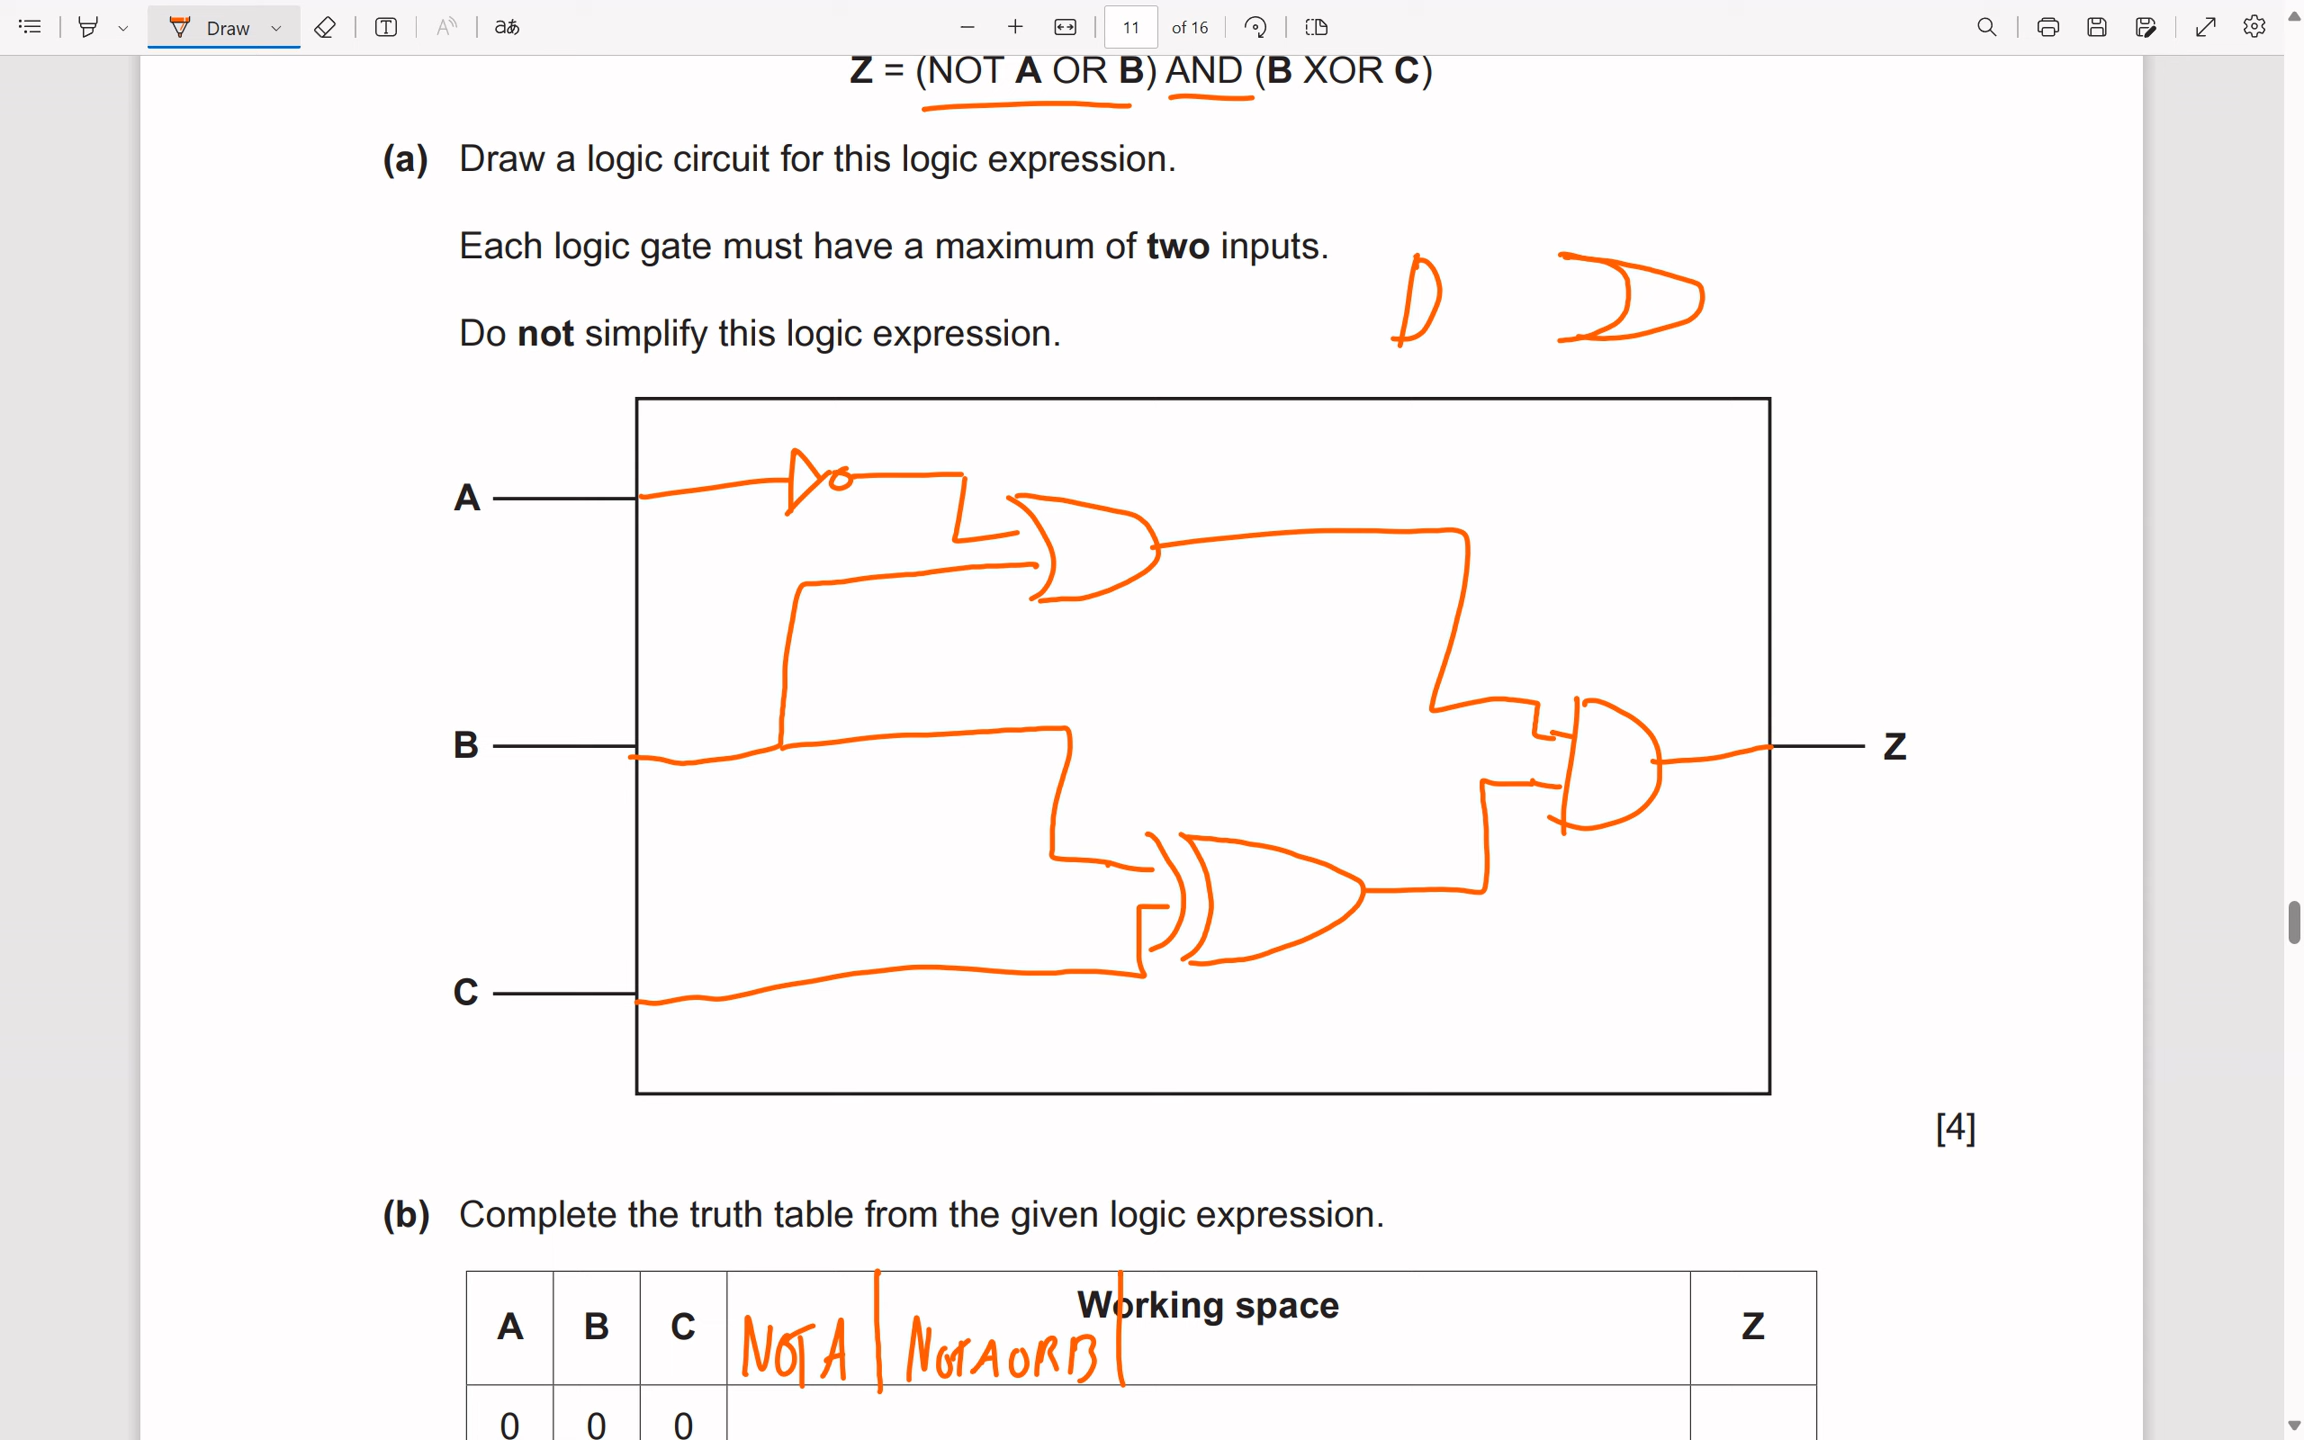 Draw
aあ
11 of 16
Z = (NOT A OR B) AND (B XOR C)
(a) Draw a logic circuit for this logic expression.
Each logic gate must have a maximum of two inputs.
Do not simplify this logic expression.
A
B
Z
C
[4]
(b) Complete the truth table from the given logic expression.
A B C Working space Z
NOT A NOT A OR B
0 0 0